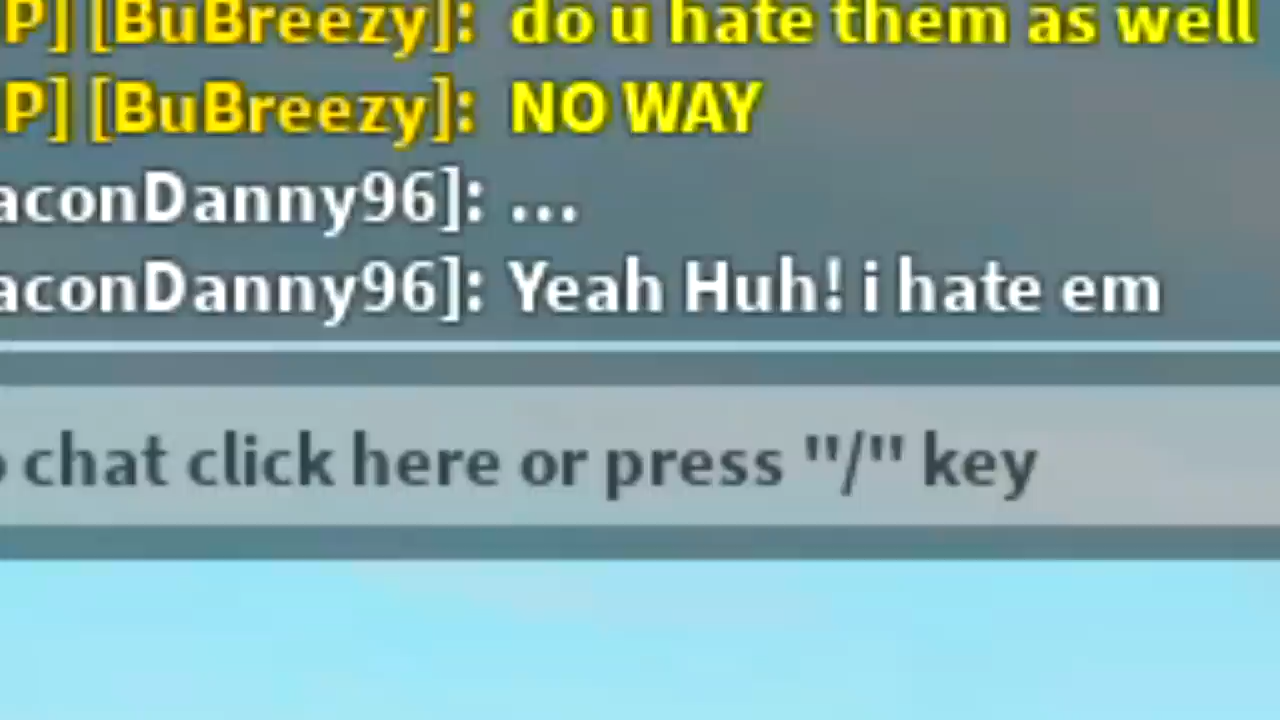 P] [BuBreezy]: do u hate them as well
P] [BuBreezy]: NO WAY
aconDanny96]: ...
aconDanny96]: Yeah Huh! i hate em
o chat click here or press "/" key